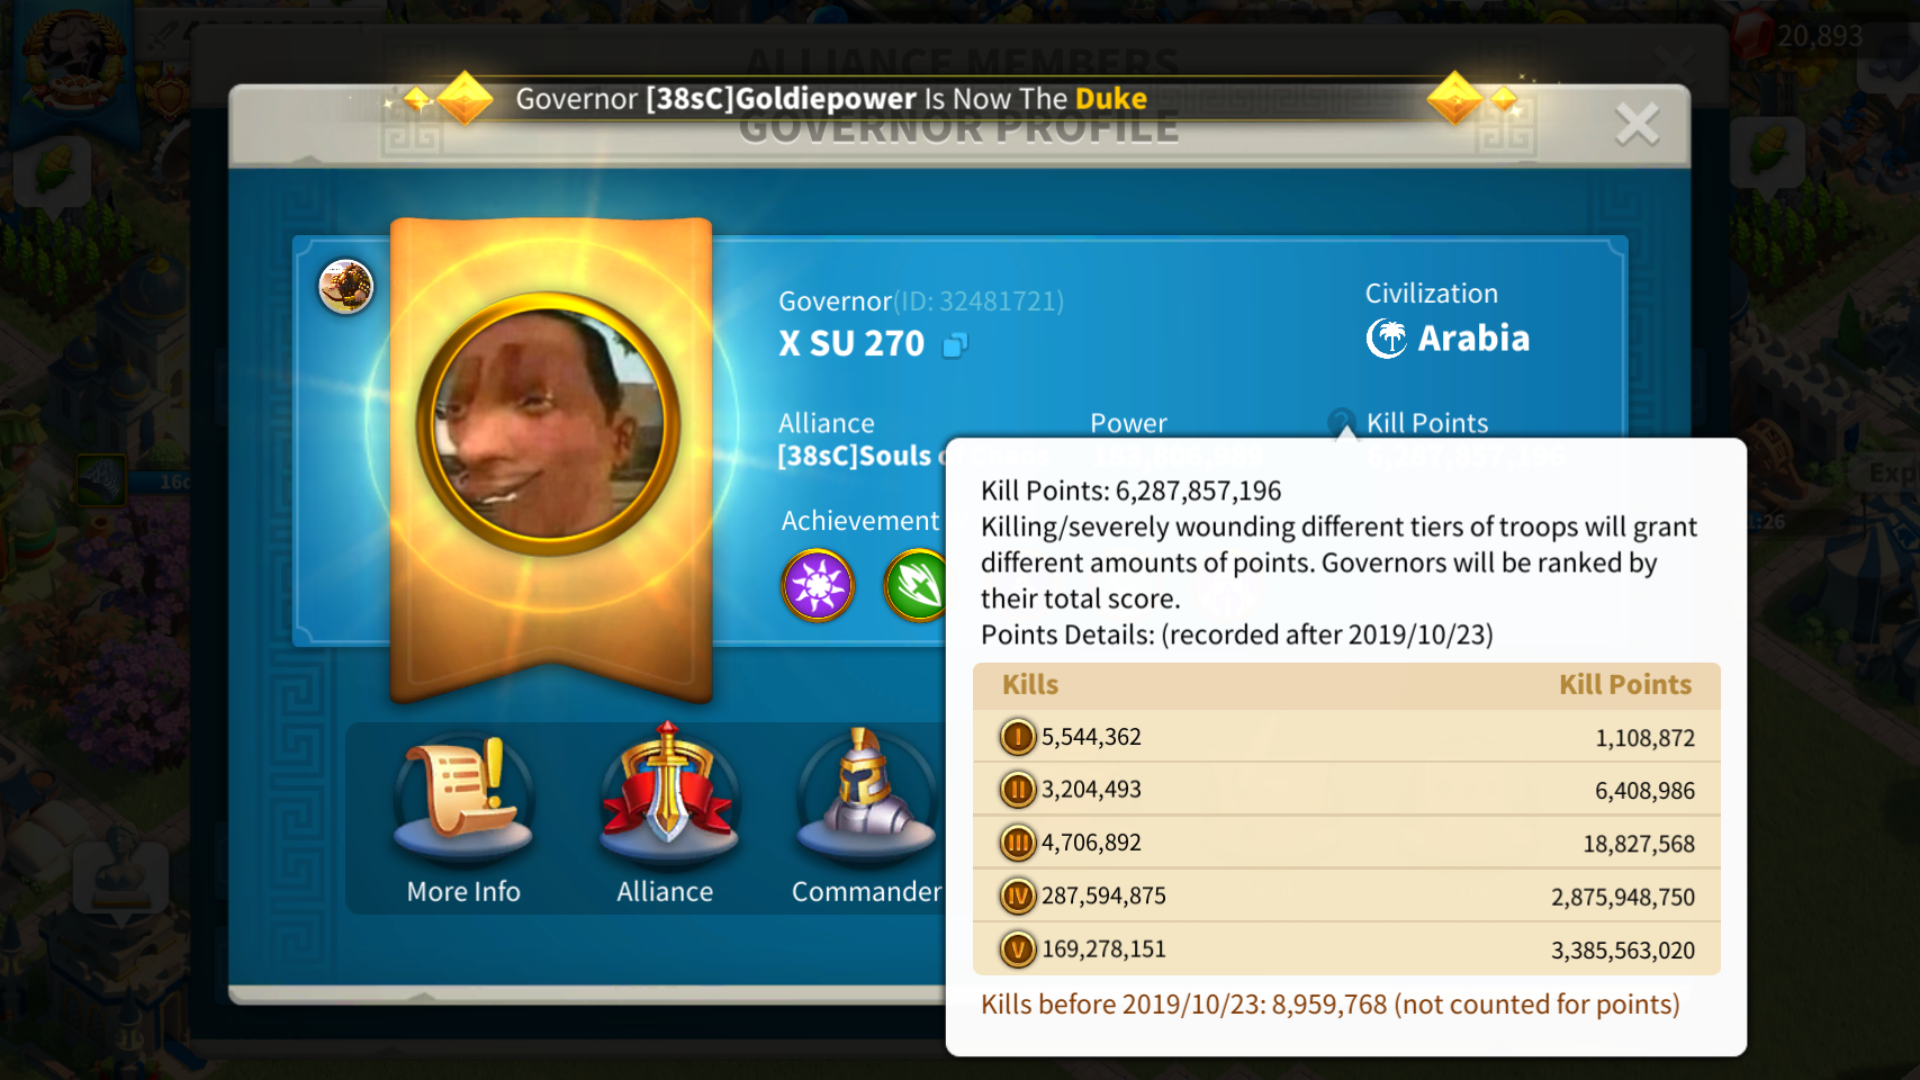 20,893
ALLIANCE MEMBERS
Governor [38sC]Goldiepower Is Now The Duke
GOVERNOR PROFILE
Governor(ID: 32481721)
X SU 270
Civilization
Arabia
Alliance
[38sC]Souls
Power
Kill Points
Achievement
Kill Points: 6,287,857,196
Killing/severely wounding different tiers of troops will grant
different amounts of points. Governors will be ranked by
their total score.
Points Details: (recorded after 2019/10/23)
Kills Kill Points
I 5,544,362 1,108,872
II 3,204,493 6,408,986
III 4,706,892 18,827,568
IV 287,594,875 2,875,948,750
V 169,278,151 3,385,563,020
Kills before 2019/10/23: 8,959,768 (not counted for points)
More Info
Alliance
Commander